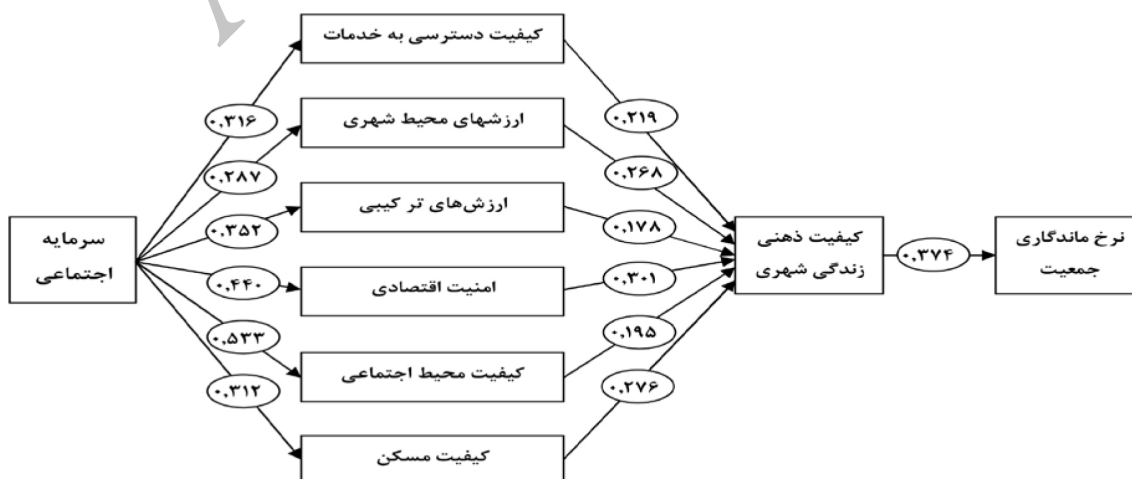 کیفیت دسترسی به خدمات
ارزشهای محیط شهری
ارزش‌های تر کیبی
امنیت اقتصادی
کیفیت محیط اجتماعی
کیفیت مسکن
سرمایه
اجتماعی
۰,۳۱۶
۰,۲۸۷
۰,۳۵۲
۰,۴۴۰
۰,۵۳۳
۰,۳۱۲
۰,۲۱۹
۰,۲۶۸
۰,۱۷۸
۰,۳۰۱
۰,۱۹۵
۰,۲۷۶
کیفیت ذهنی
زندگی شهری
۰,۳۷۴
نرخ ماندگاری
جمعیت